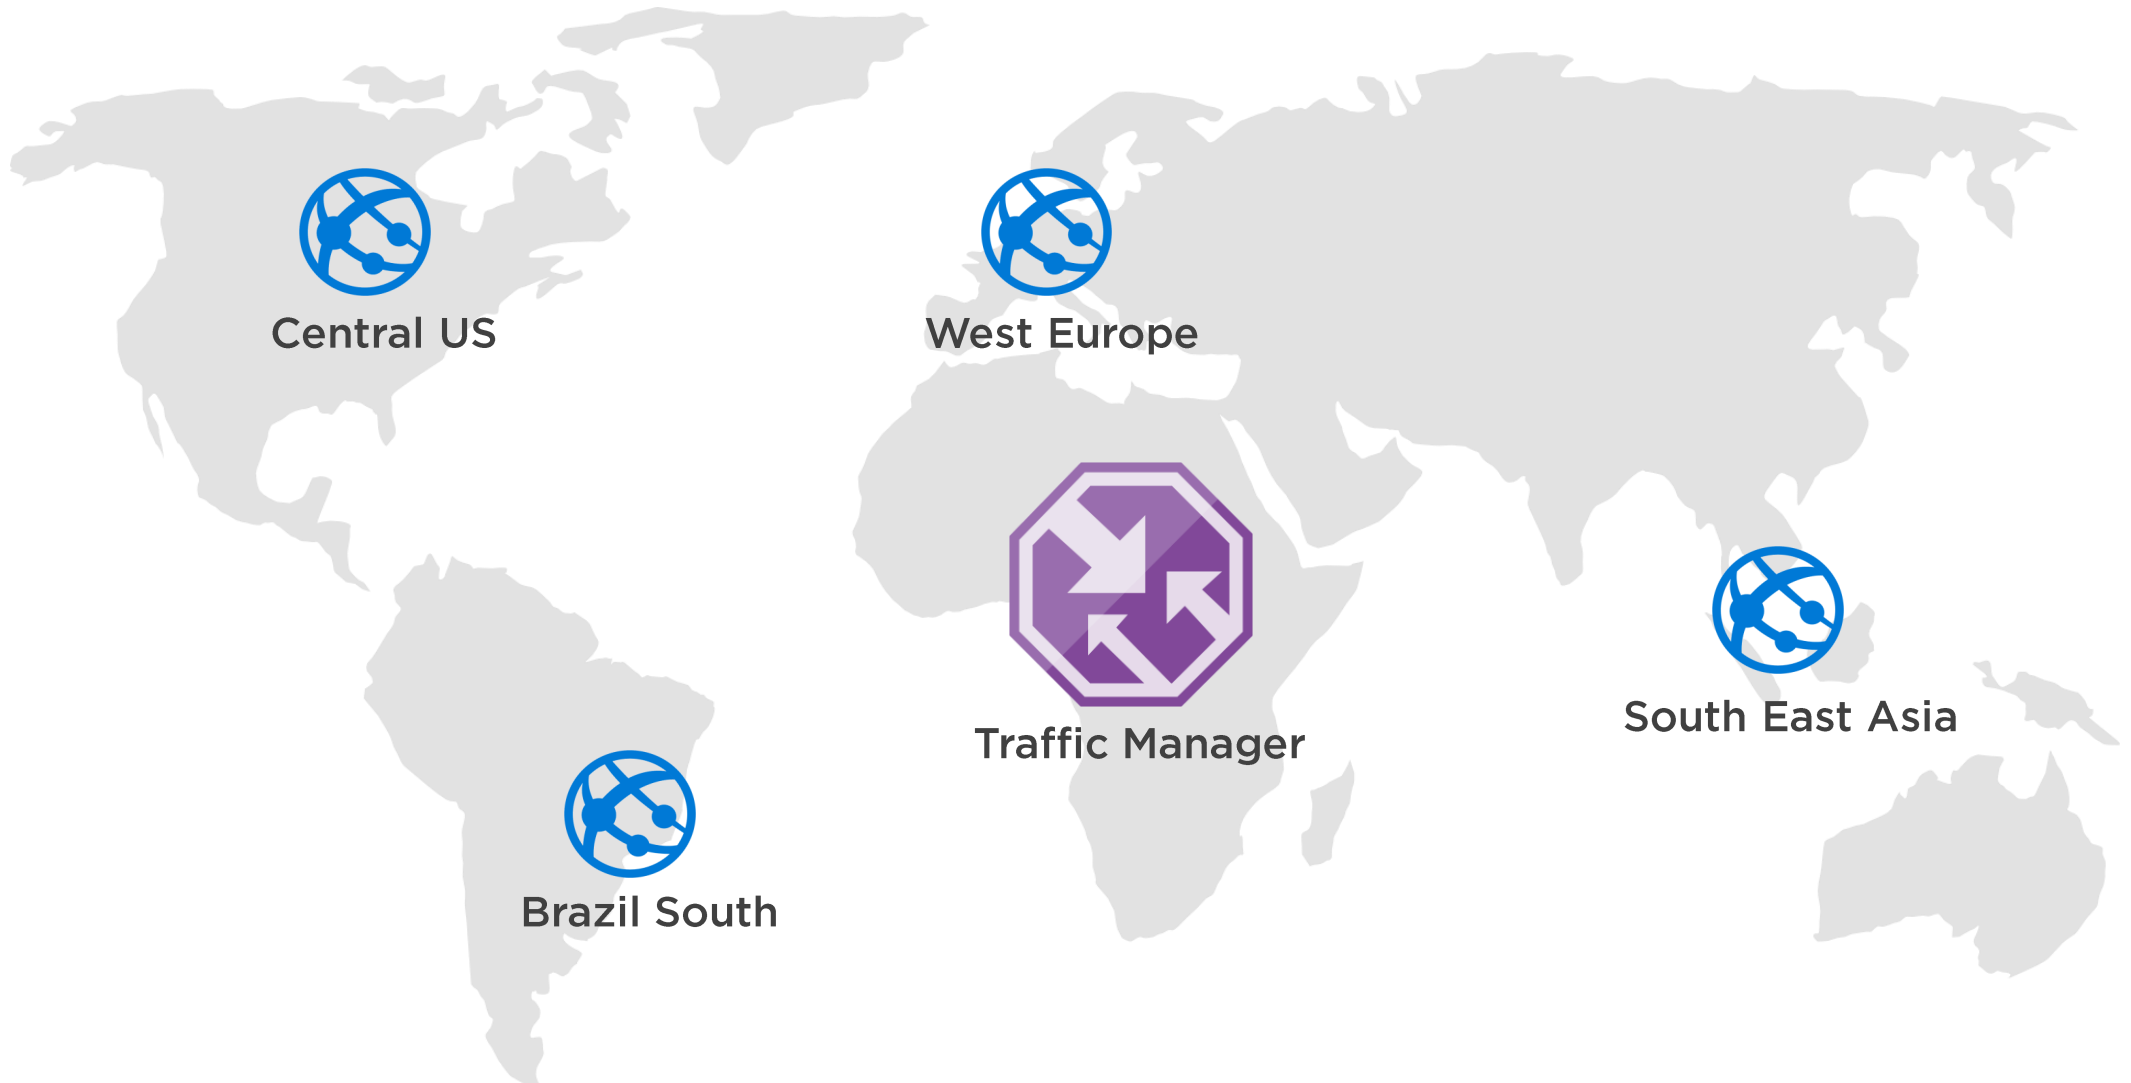 Central US
West Europe
South East Asia
Traffic Manager
Brazil South